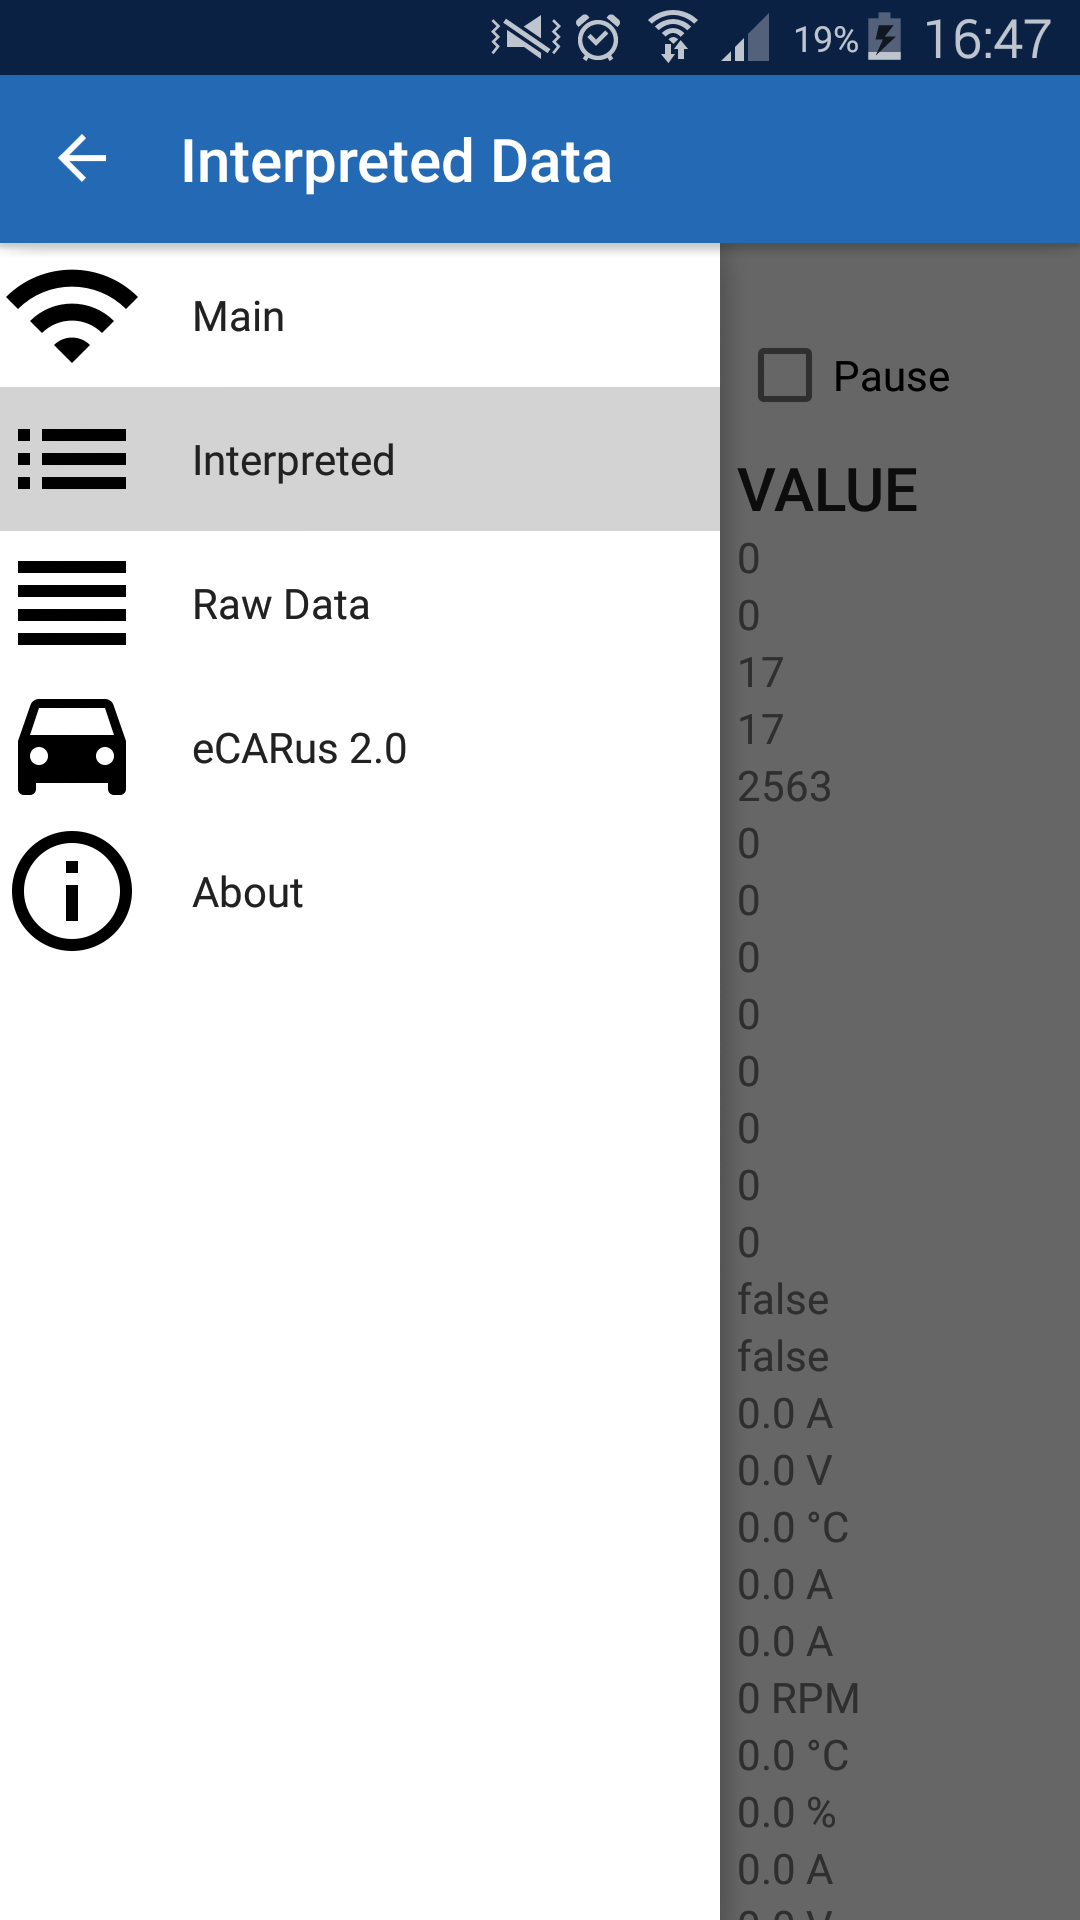 19% 16:47
Interpreted Data
Main
Interpreted
Raw Data
eCARus 2.0
About
Pause
VALUE
0
0
17
17
2563
0
0
0
0
0
0
0
0
false
false
0.0 A
0.0 V
0.0 °C
0.0 A
0.0 A
0 RPM
0.0 °C
0.0 %
0.0 A
0.0 V